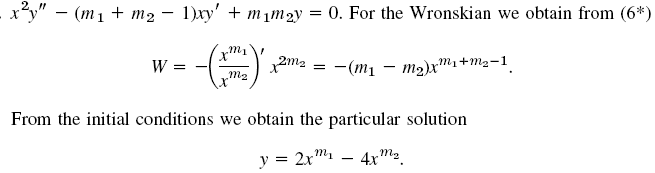 . x²y″ − (m₁ + m₂ − 1)xy′ + m₁m₂y = 0. For the Wronskian we obtain from (6*)
W = −(x^{m₁}/x^{m₂})′ x^{2m₂} = −(m₁ − m₂)x^{m₁+m₂−1}.
From the initial conditions we obtain the particular solution
y = 2x^{m₁} − 4x^{m₂}.